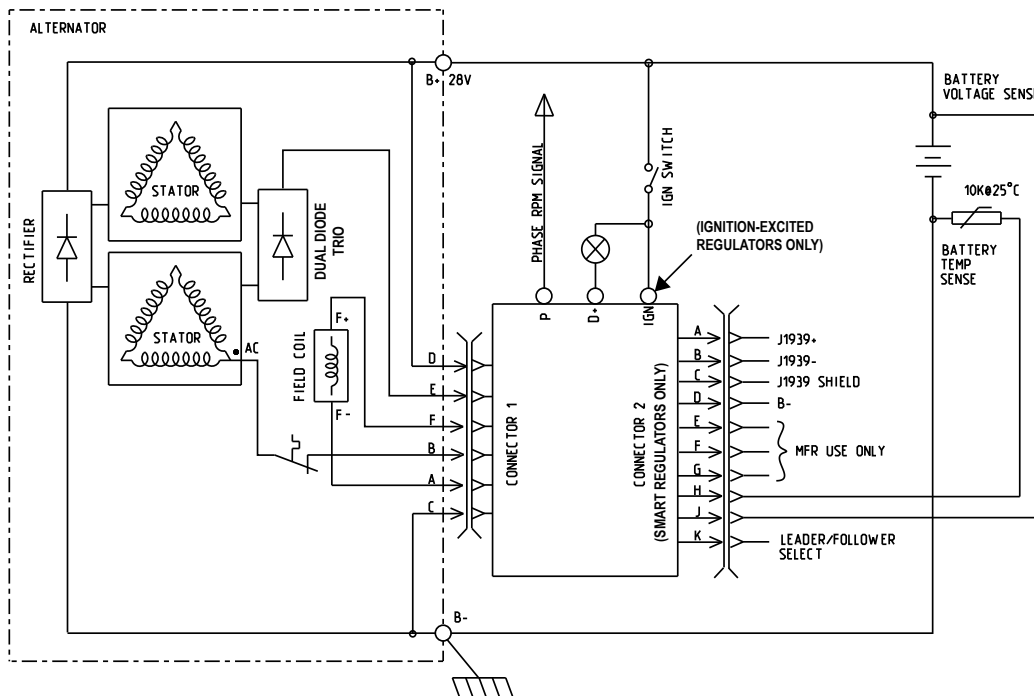 ALTERNATOR
B+ 28V
BATTERY
VOLTAGE SENSE
STATOR
RECTIFIER
DUAL DIODE
TRIO
PHASE RPM SIGNAL
IGN SWITCH
(IGNITION-EXCITED
REGULATORS ONLY)
10K@25°C
BATTERY
TEMP
SENSE
STATOR
AC
FIELD COIL
F+
F-
P
D+
IGN
D
E
F
B
A
C
CONNECTOR 1
CONNECTOR 2
(SMART REGULATORS ONLY)
A
B
C
D
E
F
G
H
J
K
J1939+
J1939-
J1939 SHIELD
B-
MFR USE ONLY
LEADER/FOLLOWER
SELECT
B-